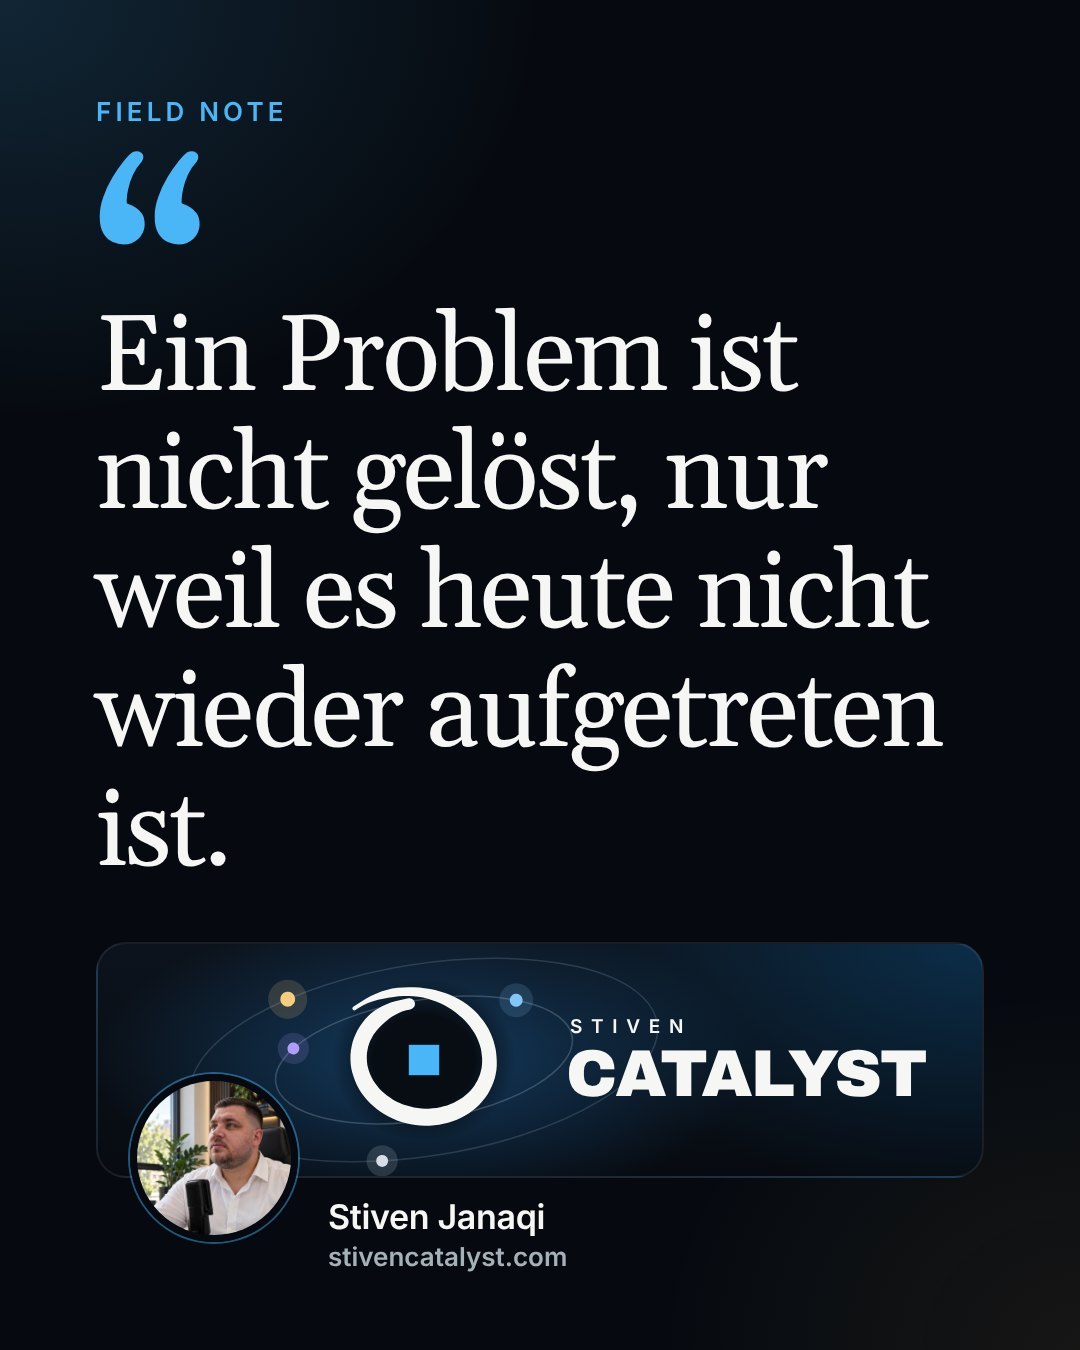 FIELD NOTE
“
Ein Problem ist
nicht gelöst, nur
weil es heute nicht
wieder aufgetreten
ist.
STIVEN
CATALYST
Stiven Janaqi
stivencatalyst.com